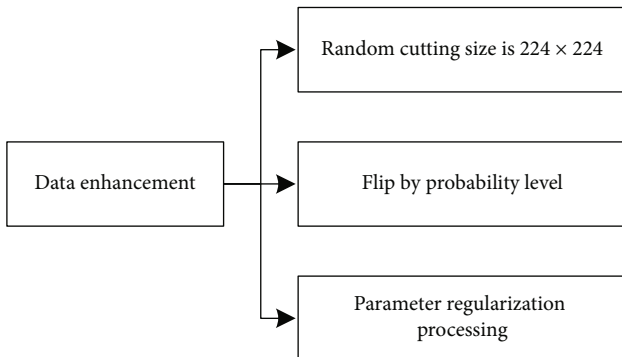 Random cutting size is 224 × 224
Data enhancement
Flip by probability level
Parameter regularization
processing